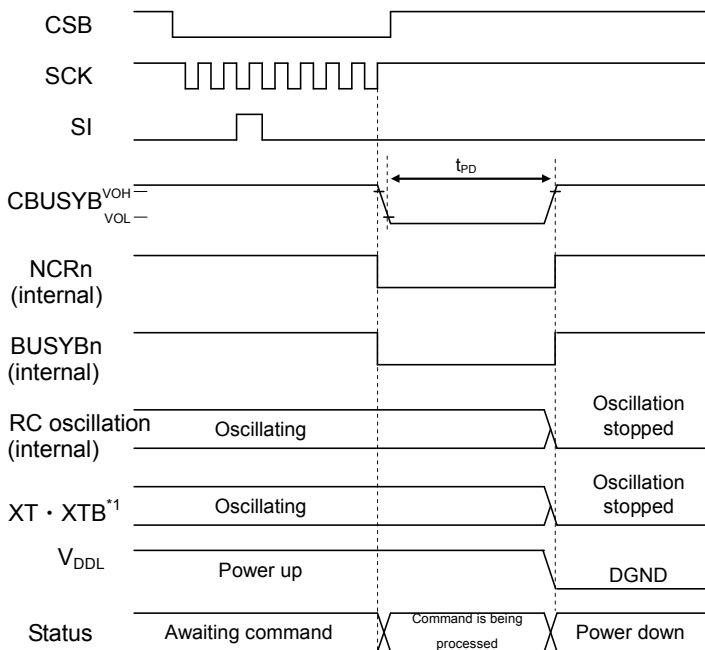 CSB
SCK
SI
tPD
CBUSYB VOH
VOL
NCRn
(internal)
BUSYBn
(internal)
RC oscillation
(internal)
Oscillating
Oscillation
stopped
XT・XTB*1
Oscillating
Oscillation
stopped
VDDL
Power up
DGND
Status
Awaiting command
Command is being
processed
Power down